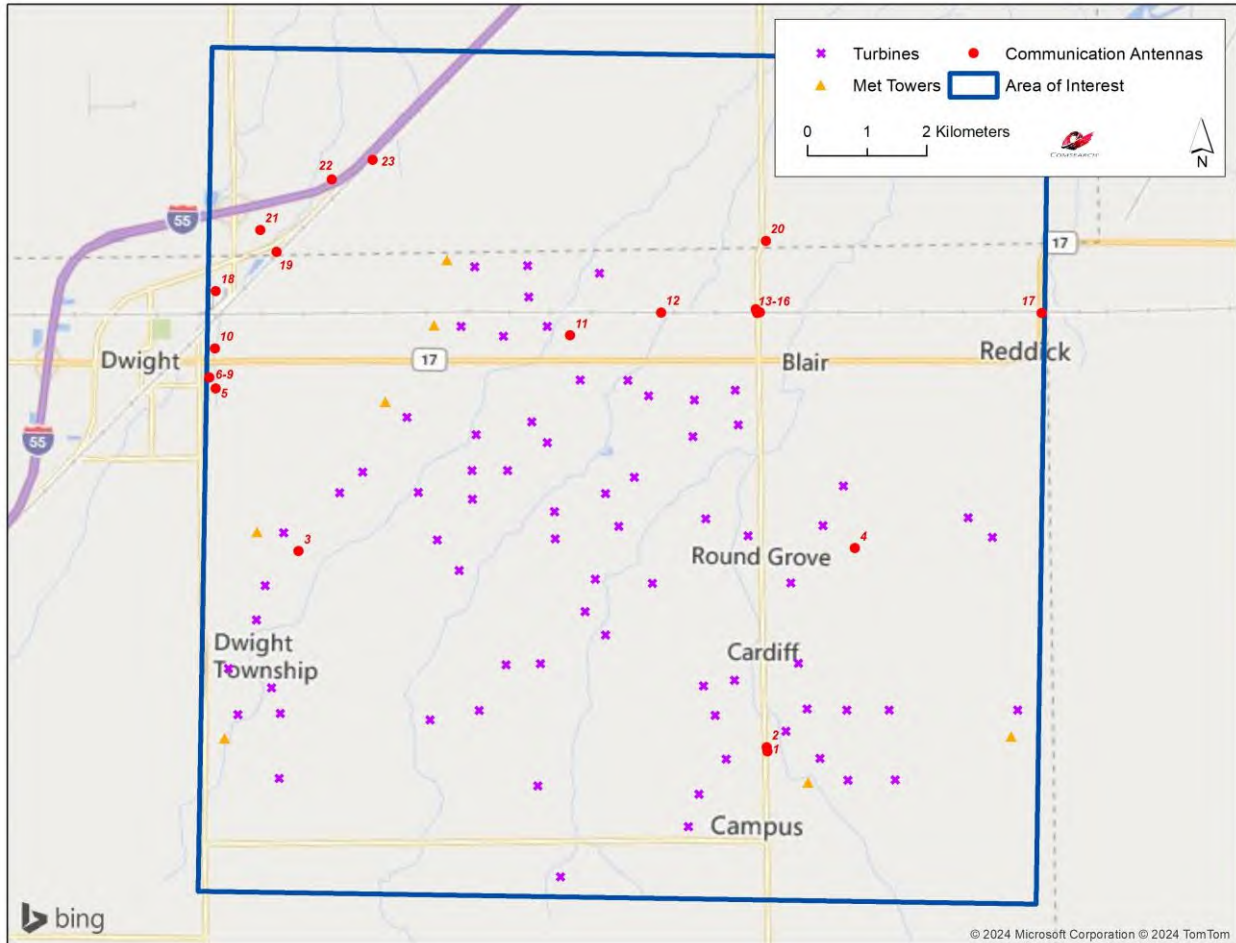 Turbines
Communication Antennas
Met Towers
Area of Interest
0 1 2 Kilometers
COMSEARCH
N
23
22
55
21
20
19
17
18
13-16
12
17
11
10
Reddick
Dwight
17
Blair
6-9
5
55
4
3
Round Grove
Dwight
Township
Cardiff
2
1
Campus
bing
© 2024 Microsoft Corporation © 2024 TomTom